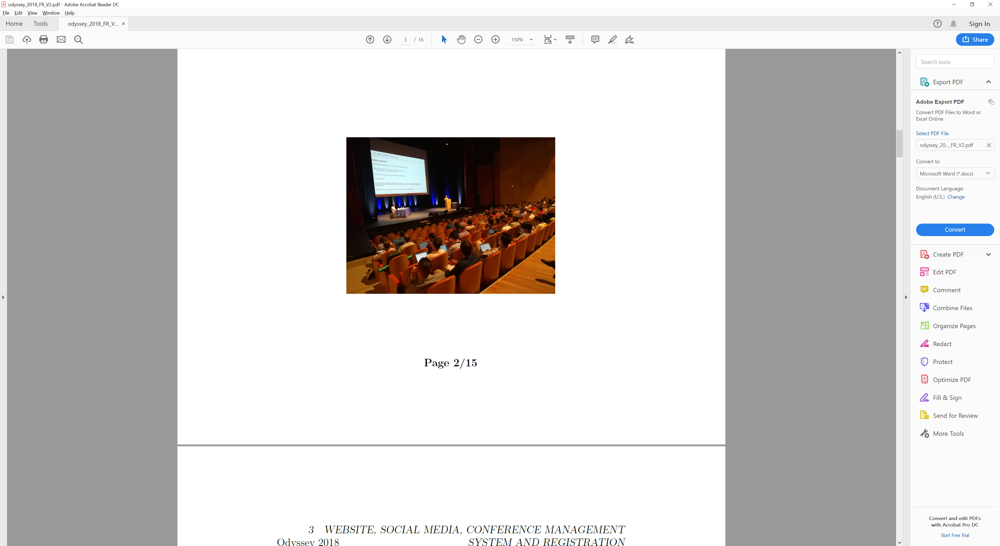 odyssey_2018_FR_V2.pdf - Adobe Acrobat Reader DC
File Edit View Window Help
Home Tools odyssey_2018_FR_V... × Sign In
3 / 16 150% Share
Search tools
Export PDF
Adobe Export PDF
Convert PDF Files to Word or
Excel Online
Select PDF File
odyssey_20..._FR_V2.pdf
Convert to
Microsoft Word (*.docx)
Document Language:
English (U.S.) Change
Convert
Create PDF
Edit PDF
Comment
Combine Files
Organize Pages
Redact
Protect
Optimize PDF
Fill & Sign
Send for Review
More Tools
Convert and edit PDFs
with Acrobat Pro DC
Start Free Trial
e Y-ACCDIST System
GENERAL OVERVIEW
Page 2/15
3 WEBSITE, SOCIAL MEDIA, CONFERENCE MANAGEMENT
Odyssey 2018 SYSTEM AND REGISTRATION